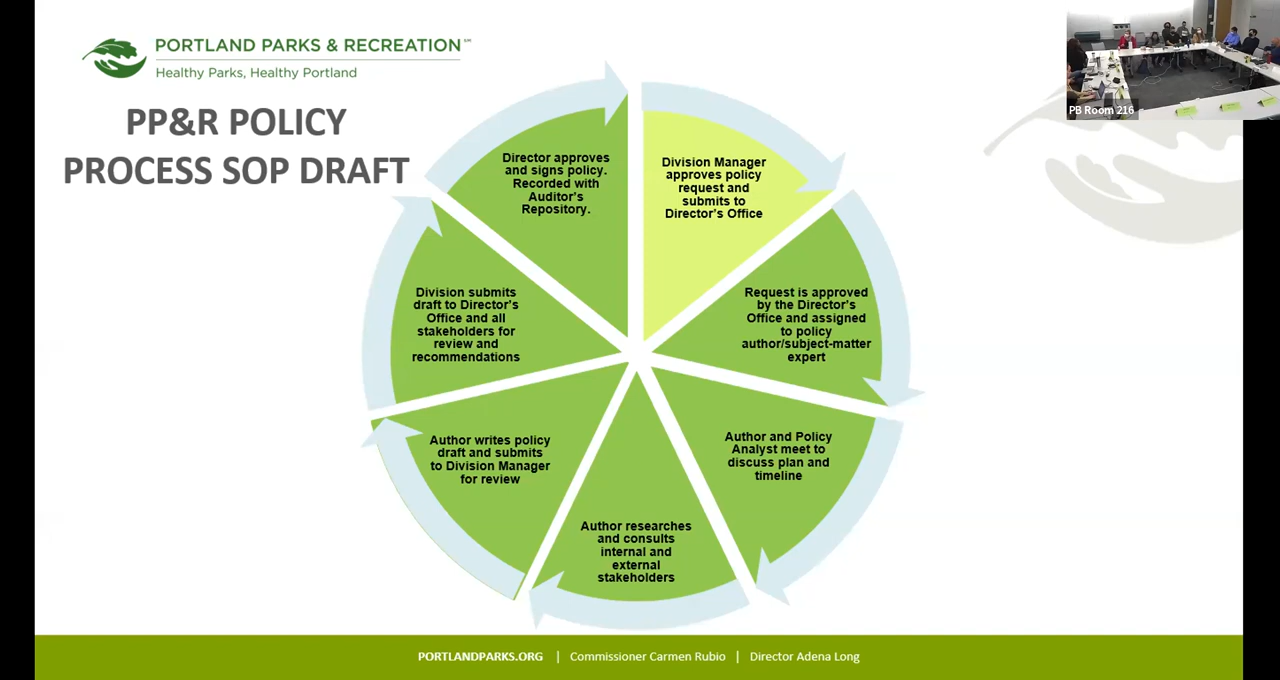 PORTLAND PARKS & RECREATION℠
Healthy Parks, Healthy Portland
PP&R POLICY
PROCESS SOP DRAFT
PB Room 216
Division Manager
approves policy
request and
submits to
Director's Office
Request is approved
by the Director's
Office and assigned
to policy
author/subject-matter
expert
Author and Policy
Analyst meet to
discuss plan and
timeline
Author researches
and consults
internal and
external
stakeholders
Author writes policy
draft and submits
to Division Manager
for review
Division submits
draft to Director's
Office and all
stakeholders for
review and
recommendations
Director approves
and signs policy.
Recorded with
Auditor's
Repository.
PORTLANDPARKS.ORG | Commissioner Carmen Rubio | Director Adena Long